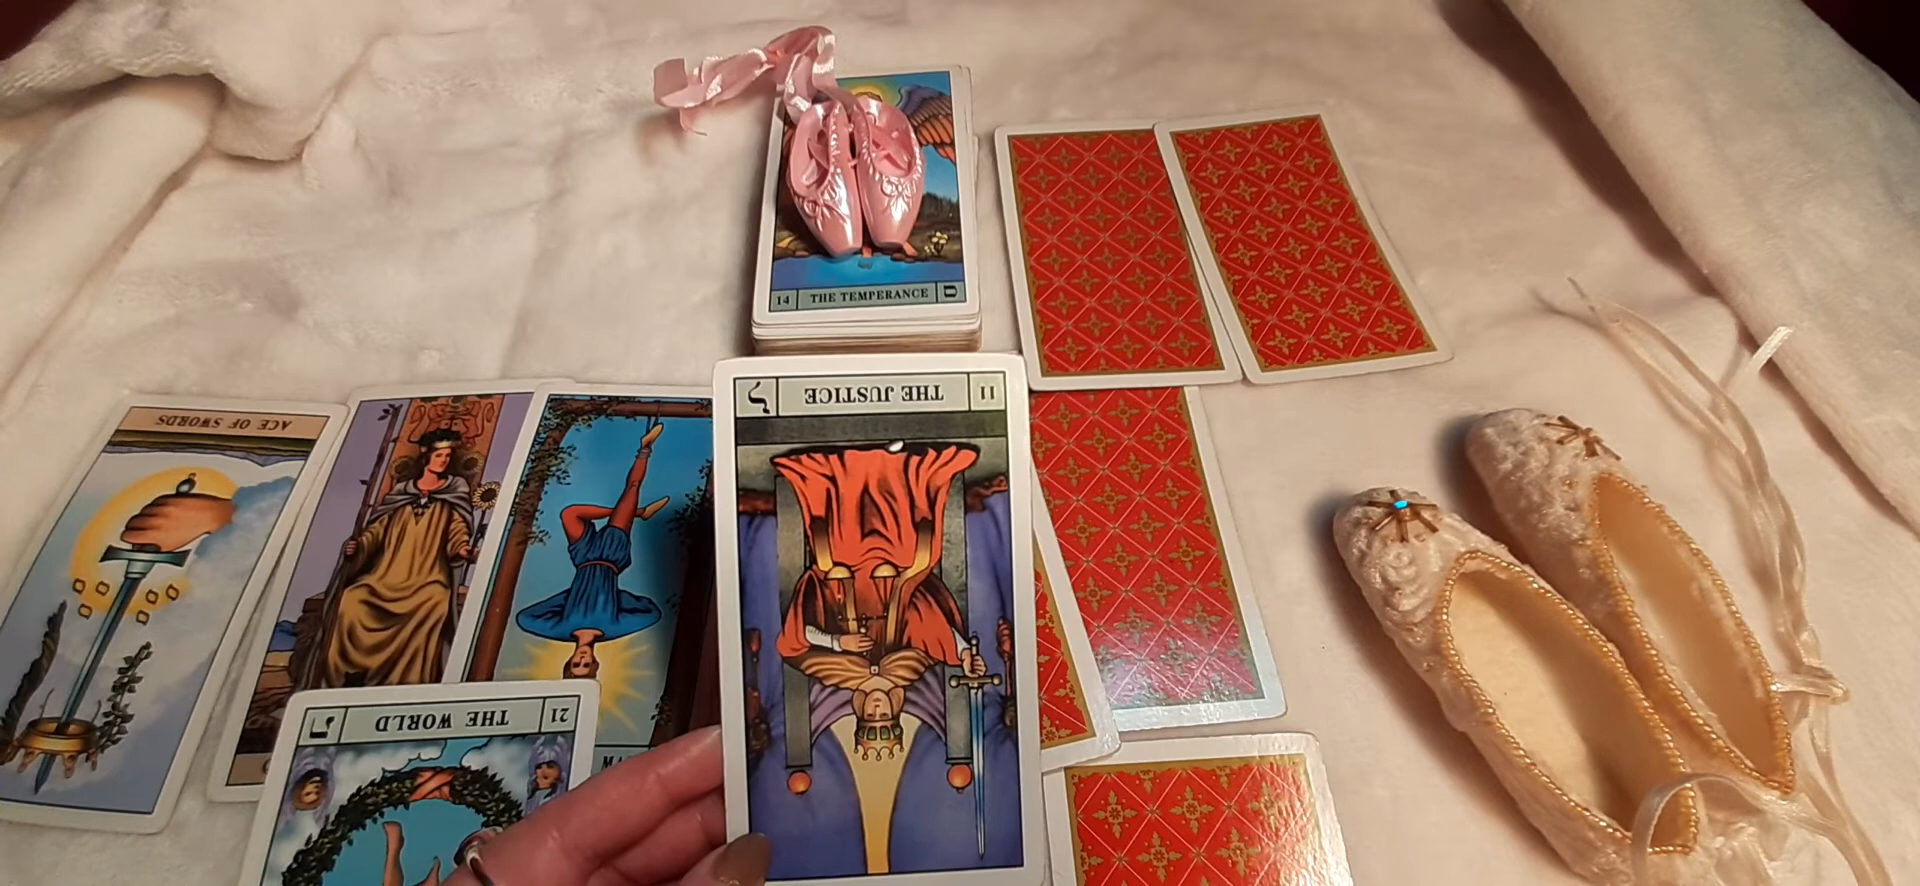 14 THE TEMPERANCE
11 THE JUSTICE
ACE OF SWORDS
21 THE WORLD